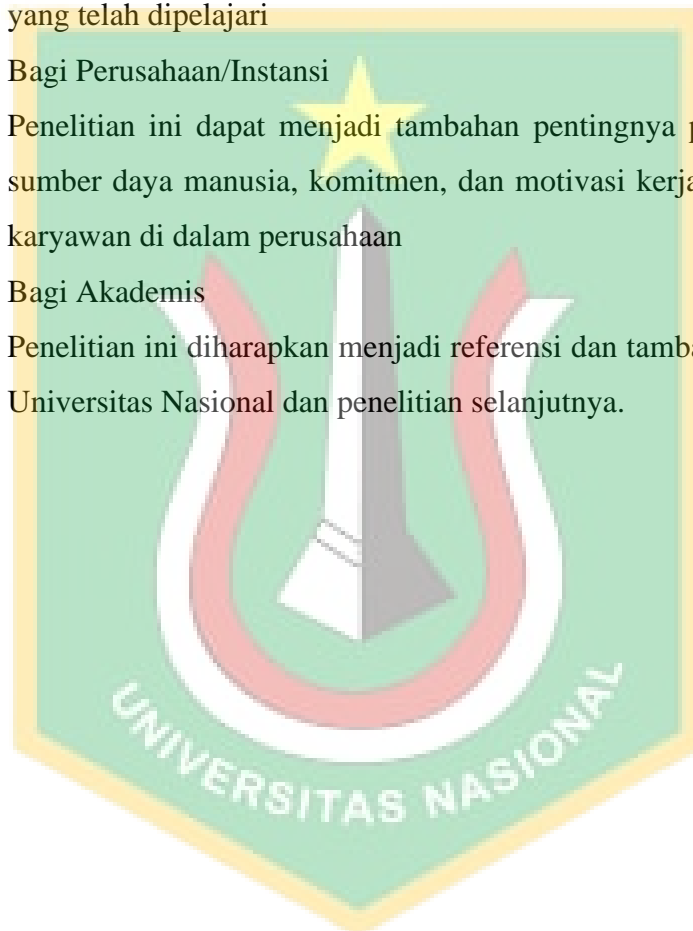 yang telah dipelajari
Bagi Perusahaan/Instansi
Penelitian ini dapat menjadi tambahan pentingnya
sumber daya manusia, komitmen, dan motivasi kerja
karyawan di dalam perusahaan
Bagi Akademis
Penelitian ini diharapkan menjadi referensi dan
Universitas Nasional dan penelitian selanjutnya.
UNIVERSITAS NASIONAL